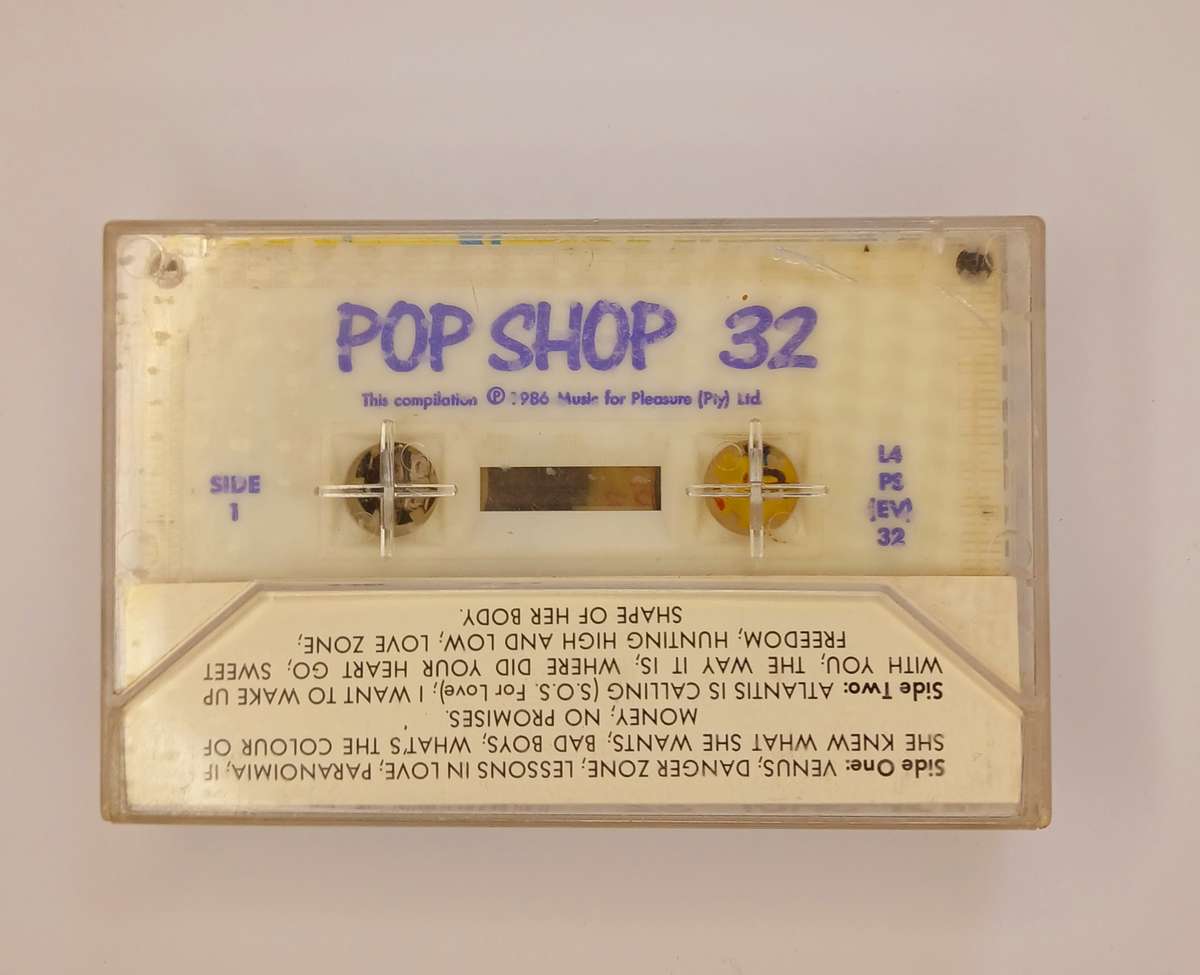 POP SHOP 32
This compilation ℗ 1986 Music for Pleasure (Pty) Ltd
SIDE
1
L4
PS
(EV)
32
Side One: VENUS; DANGER ZONE; LESSONS IN LOVE; PARANOIMIA; IF
SHE KNEW WHAT SHE WANTS; BAD BOYS; WHAT'S THE COLOUR OF
MONEY; NO PROMISES.
Side Two: ATLANTIS IS CALLING (S.O.S. For Love); I WANT TO WAKE UP
WITH YOU; THE WAY IT IS; WHERE DID YOUR HEART GO; SWEET
FREEDOM; HUNTING HIGH AND LOW; LOVE ZONE;
SHAPE OF HER BODY.